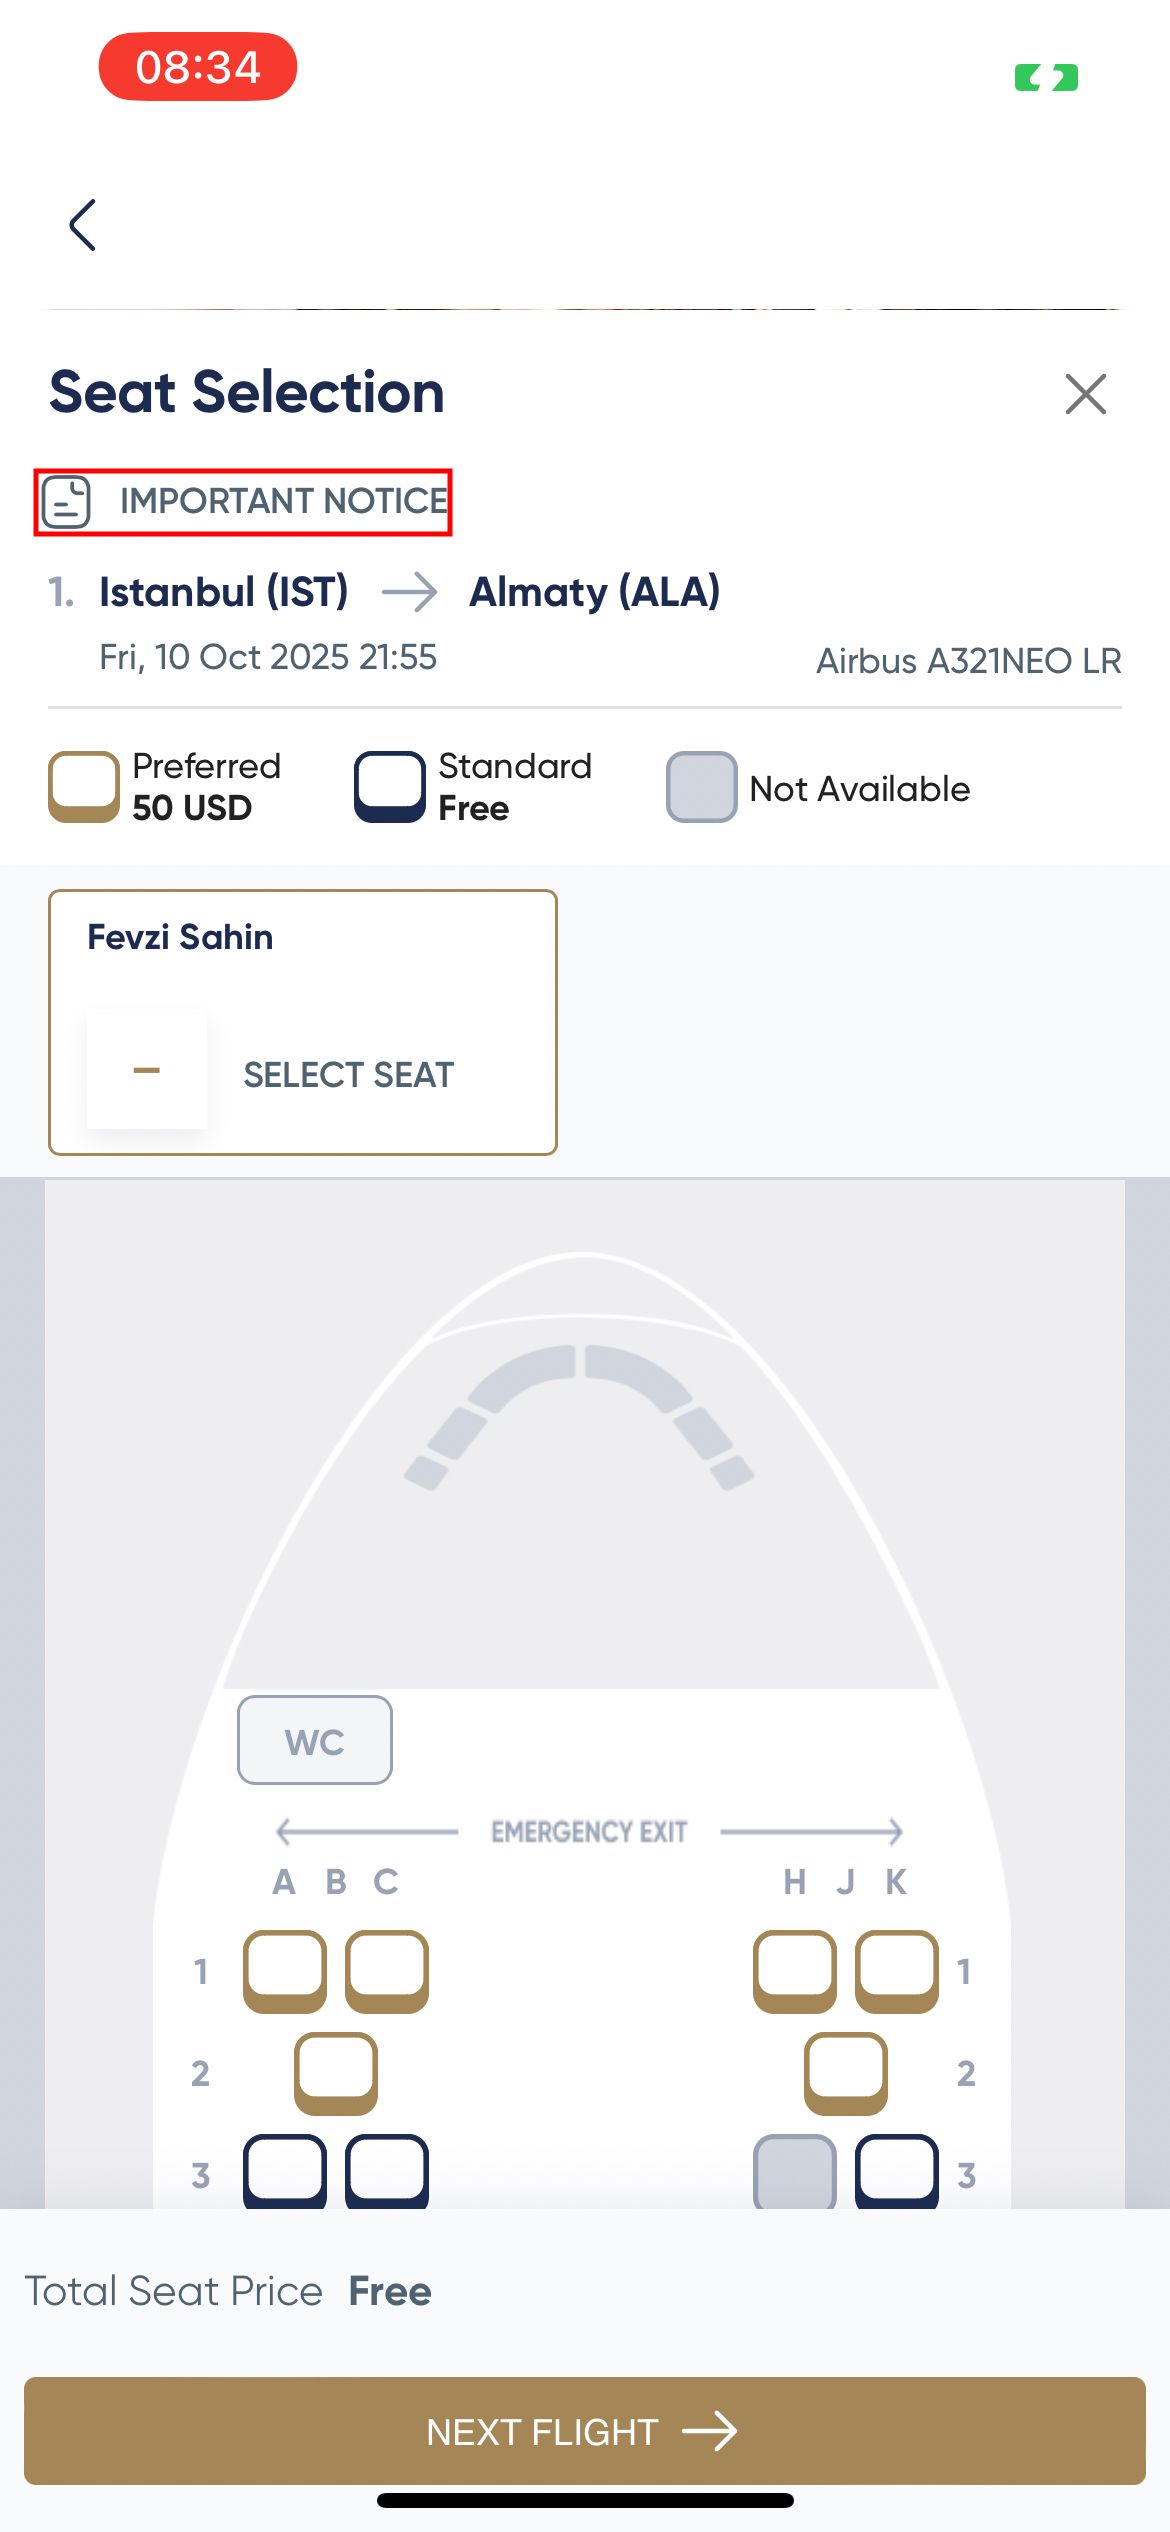 08:34
Seat Selection
IMPORTANT NOTICE
1. Istanbul (IST) → Almaty (ALA)
Fri, 10 Oct 2025 21:55
Airbus A321NEO LR
Preferred
50 USD
Standard
Free
Not Available
Fevzi Sahin
– SELECT SEAT
WC
EMERGENCY EXIT
A B C H J K
1 1
2 2
3 3
Total Seat Price Free
NEXT FLIGHT →